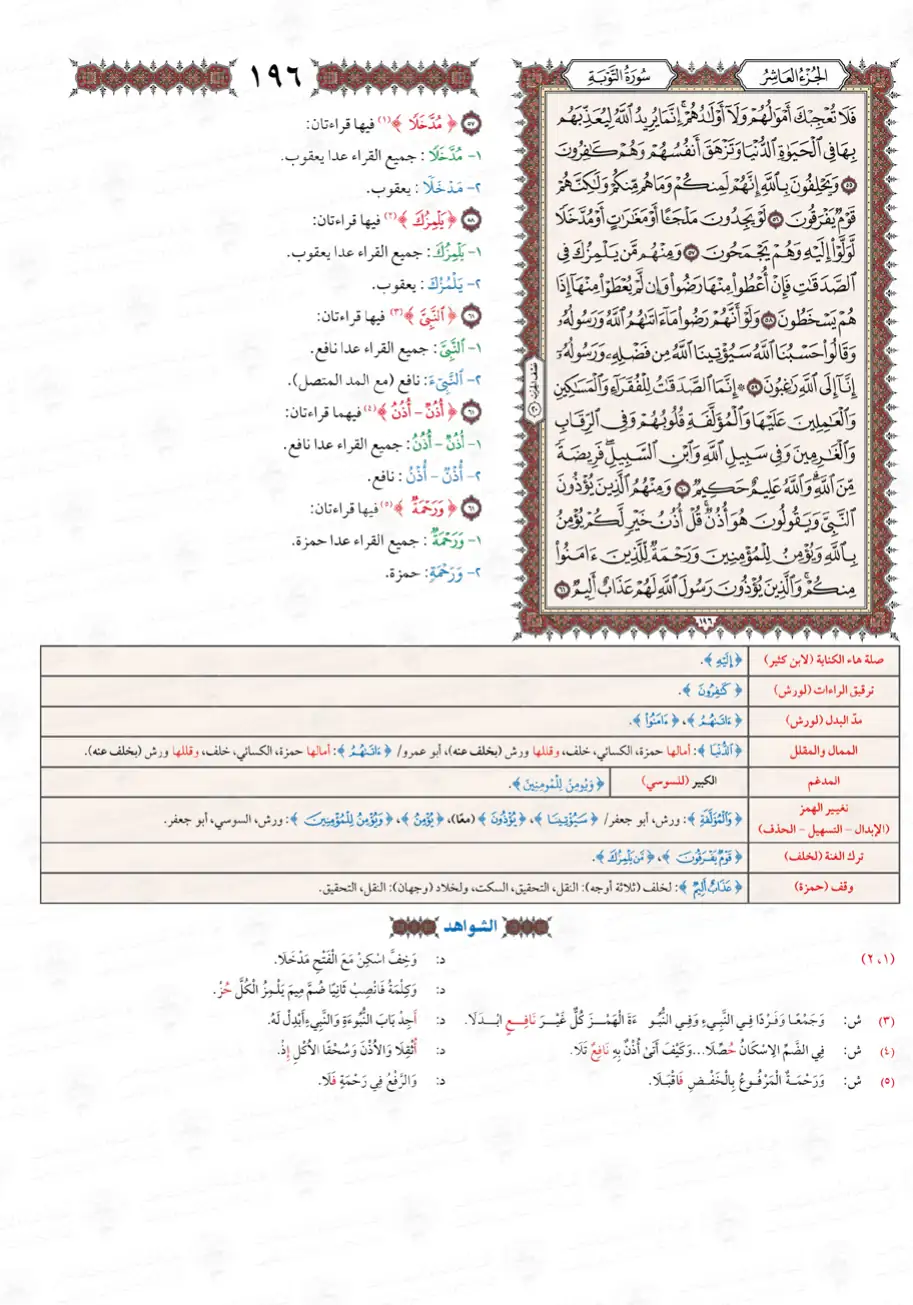 الجُزْءُ العَاشِرُ
سُورَةُ التَّوْبَةِ
فَلَا تُعْجِبْكَ أَمْوَٰلُهُمْ وَلَآ أَوْلَٰدُهُمْ ۚ إِنَّمَا يُرِيدُ ٱللَّهُ لِيُعَذِّبَهُم
بِهَا فِى ٱلْحَيَوٰةِ ٱلدُّنْيَا وَتَزْهَقَ أَنفُسُهُمْ وَهُمْ كَٰفِرُونَ
٥٥ وَيَحْلِفُونَ بِٱللَّهِ إِنَّهُمْ لَمِنكُمْ وَمَا هُم مِّنكُمْ وَلَٰكِنَّهُمْ
قَوْمٌ يَفْرَقُونَ ٥٦ لَوْ يَجِدُونَ مَلْجَـًٔا أَوْ مَغَٰرَٰتٍ أَوْ مُدَّخَلًا
لَّوَلَّوْا۟ إِلَيْهِ وَهُمْ يَجْمَحُونَ ٥٧ وَمِنْهُم مَّن يَلْمِزُكَ فِى
ٱلصَّدَقَٰتِ فَإِنْ أُعْطُوا۟ مِنْهَا رَضُوا۟ وَإِن لَّمْ يُعْطَوْا۟ مِنْهَآ إِذَا
هُمْ يَسْخَطُونَ ٥٨ وَلَوْ أَنَّهُمْ رَضُوا۟ مَآ ءَاتَىٰهُمُ ٱللَّهُ وَرَسُولُهُۥ
وَقَالُوا۟ حَسْبُنَا ٱللَّهُ سَيُؤْتِينَا ٱللَّهُ مِن فَضْلِهِۦ وَرَسُولُهُۥٓ
إِنَّآ إِلَى ٱللَّهِ رَٰغِبُونَ ٥٩ ۞ إِنَّمَا ٱلصَّدَقَٰتُ لِلْفُقَرَآءِ وَٱلْمَسَٰكِينِ
وَٱلْعَٰمِلِينَ عَلَيْهَا وَٱلْمُؤَلَّفَةِ قُلُوبُهُمْ وَفِى ٱلرِّقَابِ
وَٱلْغَٰرِمِينَ وَفِى سَبِيلِ ٱللَّهِ وَٱبْنِ ٱلسَّبِيلِ ۖ فَرِيضَةً
مِّنَ ٱللَّهِ ۗ وَٱللَّهُ عَلِيمٌ حَكِيمٌ ٦٠ وَمِنْهُمُ ٱلَّذِينَ يُؤْذُونَ
ٱلنَّبِىَّ وَيَقُولُونَ هُوَ أُذُنٌ ۚ قُلْ أُذُنُ خَيْرٍ لَّكُمْ يُؤْمِنُ
بِٱللَّهِ وَيُؤْمِنُ لِلْمُؤْمِنِينَ وَرَحْمَةٌ لِّلَّذِينَ ءَامَنُوا۟
مِنكُمْ ۚ وَٱلَّذِينَ يُؤْذُونَ رَسُولَ ٱللَّهِ لَهُمْ عَذَابٌ أَلِيمٌ ٦١
١٩٦
١٩٦
٥٧ ﴿ مُدَّخَلًا ﴾(١) فيها قراءتان:
١- مُدَّخَلًا : جميع القراء عدا يعقوب.
٢- مَدْخَلًا : يعقوب.
٥٨ ﴿ يَلْمِزُكَ ﴾(٢) فيها قراءتان:
١- يَلْمِزُكَ : جميع القراء عدا يعقوب.
٢- يَلْمُزُكَ : يعقوب.
٦١ ﴿ ٱلنَّبِىَّ ﴾(٣) فيها قراءتان:
١- ٱلنَّبِىَّ : جميع القراء عدا نافع.
٢- ٱلنَّبِىٓءَ: نافع (مع المد المتصل).
٦١ ﴿ أُذُنٌ - أُذُنُ ﴾(٤) فيهما قراءتان:
١- أُذُنٌ - أُذُنُ : جميع القراء عدا نافع.
٢- أُذْنٌ - أُذْنُ : نافع.
٦١ ﴿ وَرَحْمَةٌ ﴾(٥) فيها قراءتان:
١- وَرَحْمَةٌ : جميع القراء عدا حمزة.
٢- وَرَحْمَةٍ : حمزة.
صلة هاء الكناية (لابن كثير) ﴿ إِلَيْهِ ﴾.
ترقيق الراءات (لورش) ﴿ كَٰفِرُونَ ﴾.
مدّ البدل (لورش) ﴿ ءَاتَىٰهُمُ ﴾، ﴿ ءَامَنُوا۟ ﴾.
الممال والمقلل ﴿ ٱلدُّنْيَا ﴾: أمالها حمزة، الكسائي، خلف، وقللها ورش (بخلف عنه)، أبو عمرو/ ﴿ ءَاتَىٰهُمُ ﴾: أمالها حمزة، الكسائي، خلف، وقللها ورش (بخلف عنه).
المدغم الكبير (للسوسي) ﴿ وَيُومِن لِّلْمُومِنِينَ ﴾.
تغيير الهمز
(الإبدال - التسهيل - الحذف) ﴿ وَٱلْمُؤَلَّفَةِ ﴾: ورش، أبو جعفر/ ﴿ سَيُؤْتِينَا ﴾، ﴿ يُؤْذُونَ ﴾ (معًا)، ﴿ يُؤْمِنُ ﴾، ﴿ وَيُؤْمِنُ لِلْمُؤْمِنِينَ ﴾: ورش، السوسي، أبو جعفر.
ترك الغنة (لخلف) ﴿ قَوْمٌ يَفْرَقُونَ ﴾، ﴿ مَّن يَلْمِزُكَ ﴾.
وقف (حمزة) ﴿ عَذَابٌ أَلِيمٌ ﴾: لخلف (ثلاثة أوجه): النقل، التحقيق، السكت، ولخلاد (وجهان): النقل، التحقيق.
الشواهد
(١، ٢) د: وَخِفَّ اسْكِنْ مَعَ الْفَتْحِ مَدْخَلَا.
د: وَكِلْمَةُ فَانْصِبْ ثَانِيًا ضُمَّ مِيمَ يَلْمِزُ الْكُلَّ حُزْ.
(٣) ش: وَجَمْعًا وَفَرْدًا فِي النَّبِيءِ وَفِي النُّبُو ءَةَ الْهَمْزَ كُلٌّ غَيْرَ نَافِعٍ ابْدَلَا. د: أَجِدْ بَابَ النُّبُوءَةِ وَالنَّبِيءِ أَبْدِلْ لَهُ.
(٤) ش: فِي الضَّمِّ الِاسْكَانُ حُصِّلَا...وَكَيْفَ أَتَىٰ أُذْنٌ بِهِ نَافِعٌ تَلَا. د: أُثْقِلَا وَالاُذْنَ وَسُحْقًا الأُكْلِ إِذْ.
(٥) ش: وَرَحْمَةٌ الْمَرْفُوعُ بِالْخَفْضِ فَاقْبَلَا. د: وَالرَّفْعُ فِي رَحْمَةٍ فَلَا.